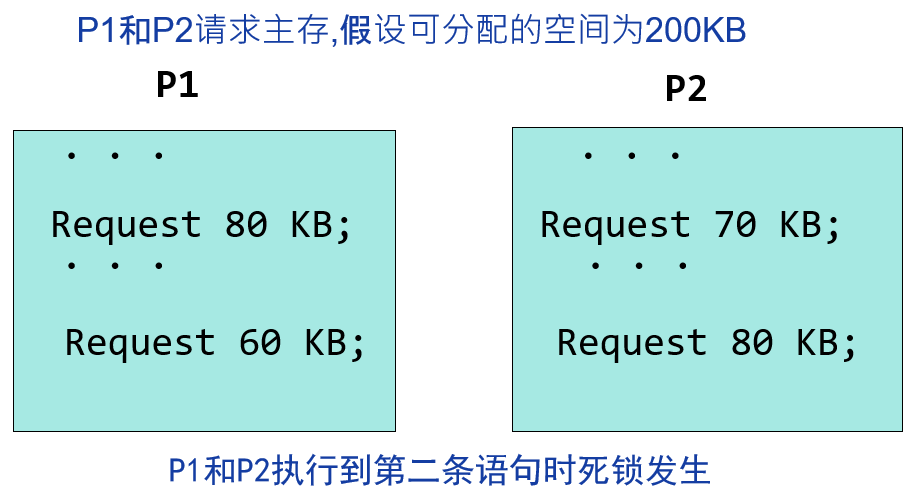 P1和P2请求主存,假设可分配的空间为200KB
P1
P2
. . .
Request 80 KB;
. . .
Request 60 KB;
. . .
Request 70 KB;
. . .
Request 80 KB;
P1和P2执行到第二条语句时死锁发生